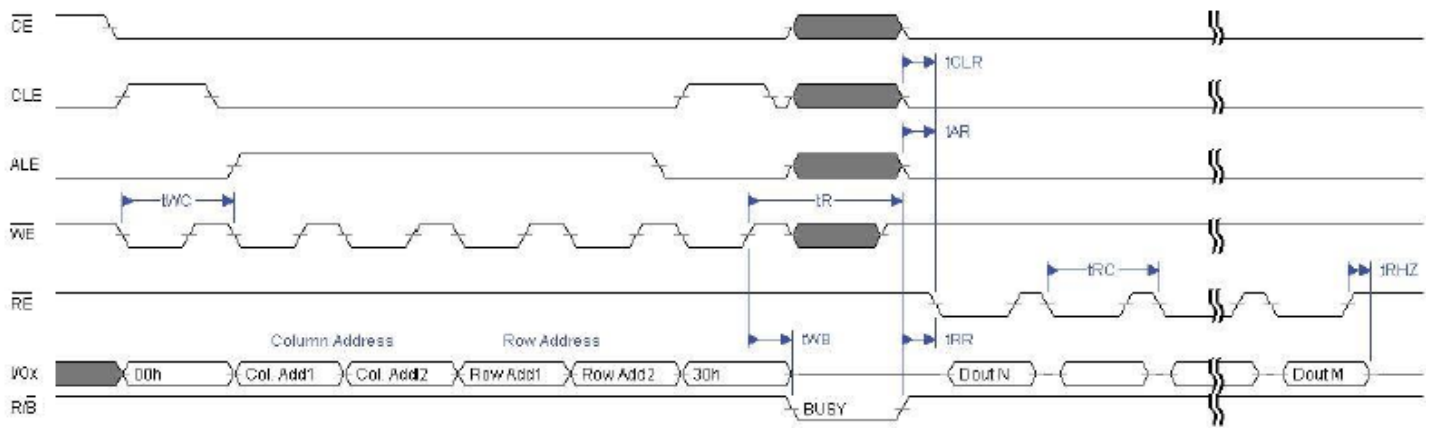 CE
tCLR
CLE
tAR
ALE
tWC
tR
WE
tRC
tRHZ
RE
Column Address
Row Address
tWB
tRR
I/Ox
00h
Col. Add1
Col. Add2
Row Add1
Row Add2
30h
Dout N
Dout M
R/B
BUSY